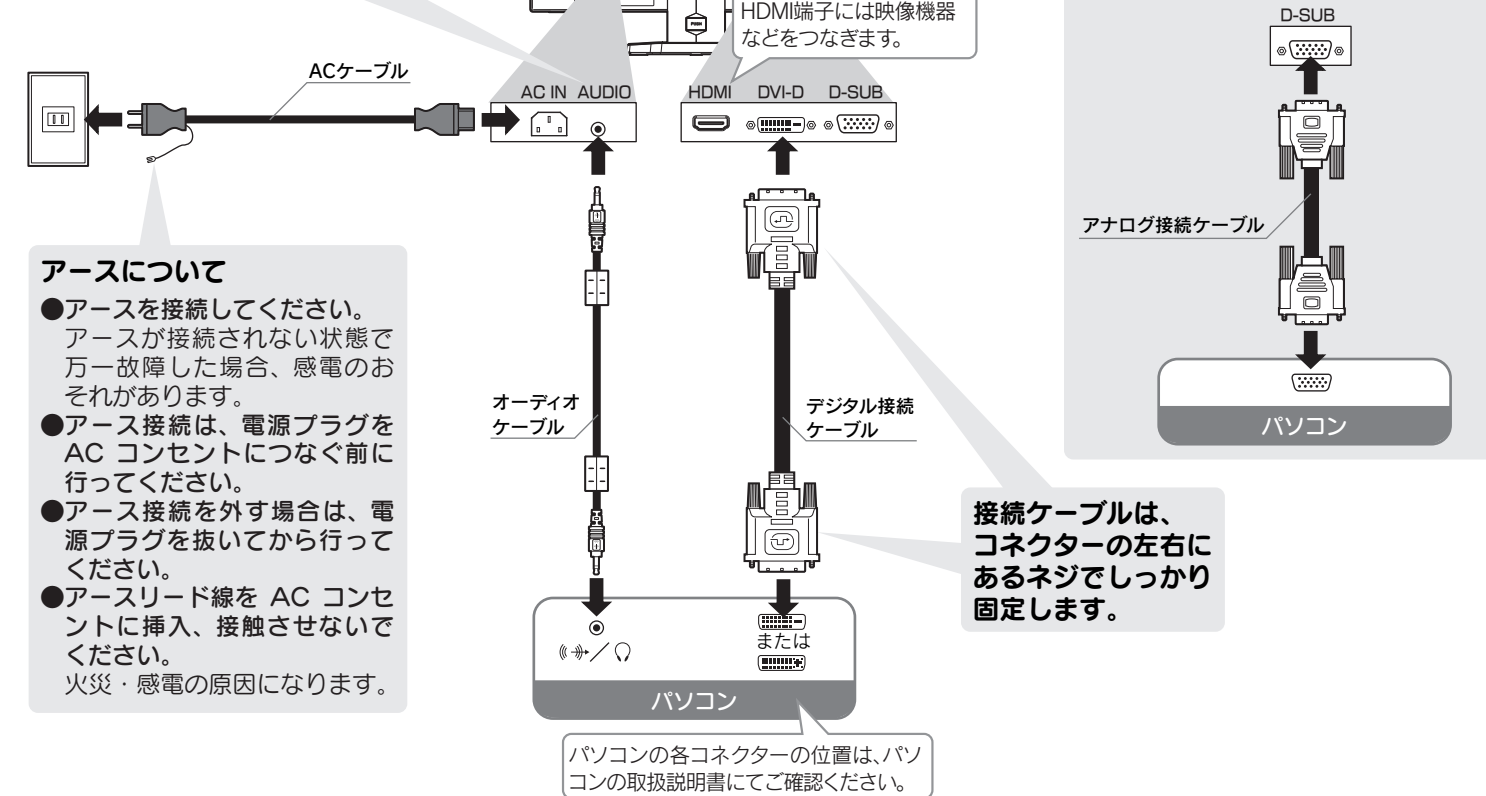 HDMI端子には映像機器
などをつなぎます。
D-SUB
ACケーブル
AC IN AUDIO
HDMI DVI-D D-SUB
アナログ接続ケーブル
パソコン
アースについて
●アースを接続してください。
アースが接続されない状態で
万一故障した場合、感電のお
それがあります。
●アース接続は、電源プラグを
AC コンセントにつなぐ前に
行ってください。
●アース接続を外す場合は、電
源プラグを抜いてから行って
ください。
●アースリード線を AC コンセ
ントに挿入、接触させないで
ください。
火災・感電の原因になります。
オーディオ
ケーブル
デジタル接続
ケーブル
接続ケーブルは、
コネクターの左右に
あるネジでしっかり
固定します。
または
パソコン
パソコンの各コネクターの位置は、パソ
コンの取扱説明書にてご確認ください。